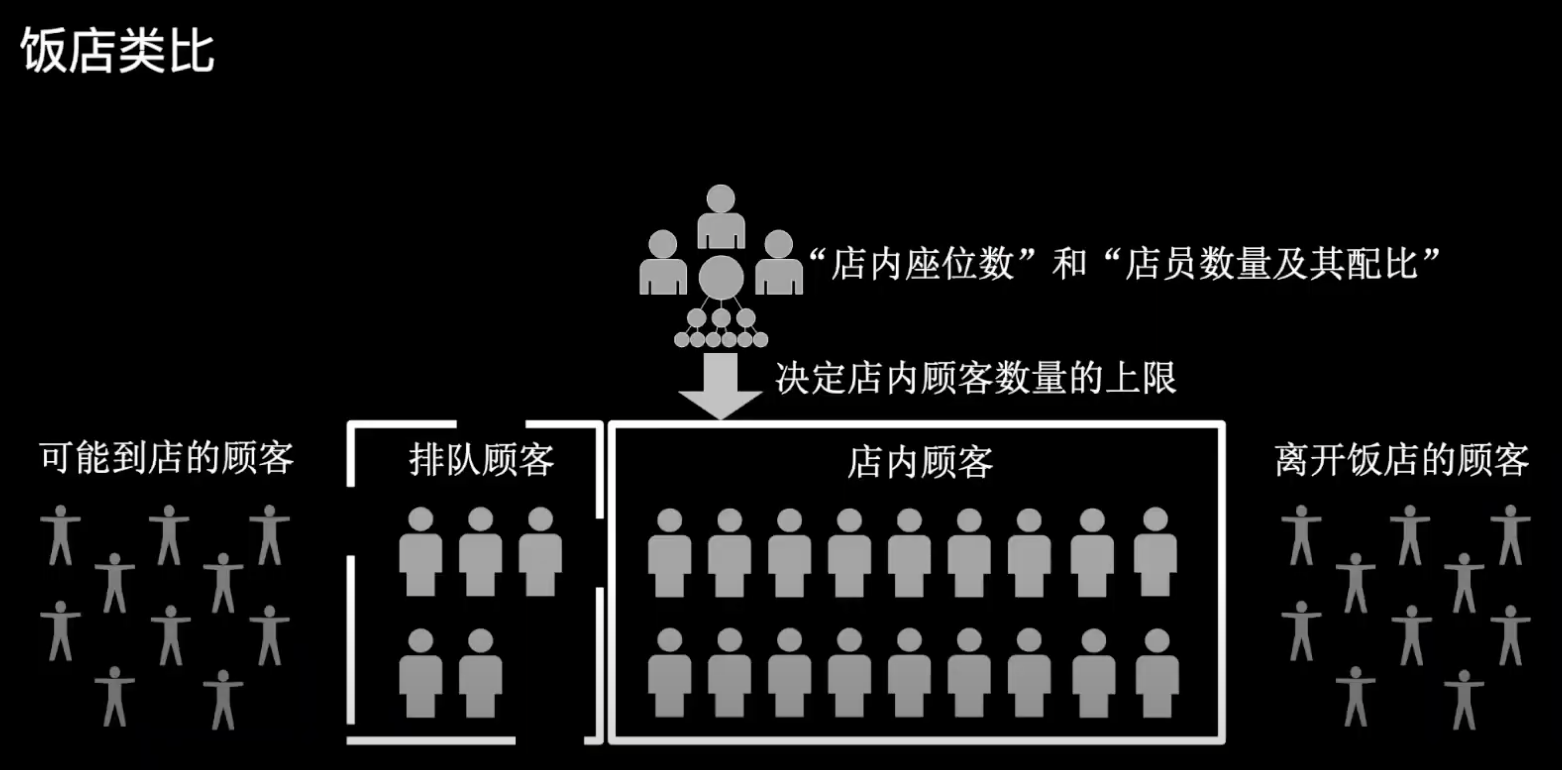 饭店类比
“店内座位数”和“店员数量及其配比”
决定店内顾客数量的上限
可能到店的顾客
排队顾客
店内顾客
离开饭店的顾客